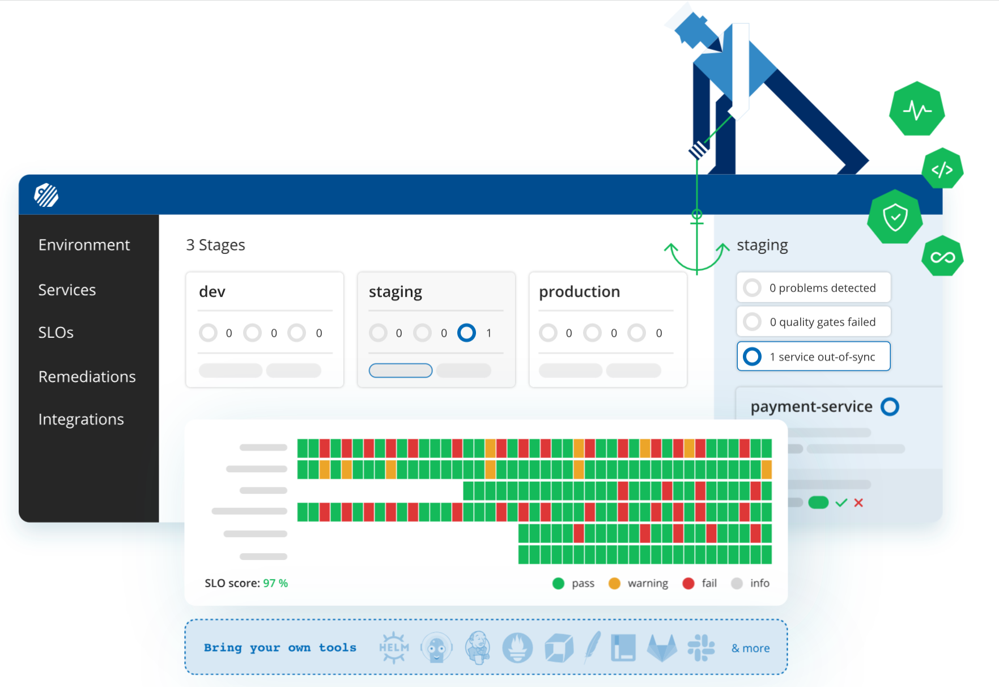 Environment
Services
SLOs
Remediations
Integrations
3 Stages
dev
0 0 0
staging
0 0 1
production
0 0 0
staging
0 problems detected
0 quality gates failed
1 service out-of-sync
payment-service
</>
SLO score: 97 %
pass warning fail info
Bring your own tools
HELM
& more